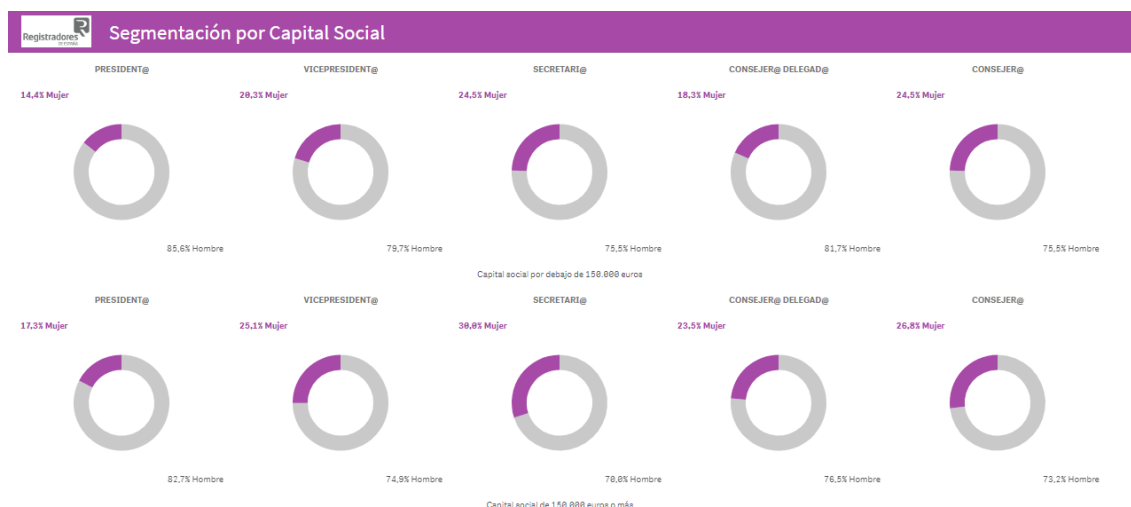 Registradores
DE ESPAÑA
Segmentación por Capital Social
PRESIDENT@ VICEPRESIDENT@ SECRETARI@ CONSEJER@ DELEGAD@ CONSEJER@
14,4% Mujer 20,3% Mujer 24,5% Mujer 18,3% Mujer 24,5% Mujer
85,6% Hombre 79,7% Hombre 75,5% Hombre 81,7% Hombre 75,5% Hombre
Capital social por debajo de 150.000 euros
PRESIDENT@ VICEPRESIDENT@ SECRETARI@ CONSEJER@ DELEGAD@ CONSEJER@
17,3% Mujer 25,1% Mujer 30,0% Mujer 23,5% Mujer 26,8% Mujer
82,7% Hombre 74,9% Hombre 70,0% Hombre 76,5% Hombre 73,2% Hombre
Capital social de 150.000 euros o más